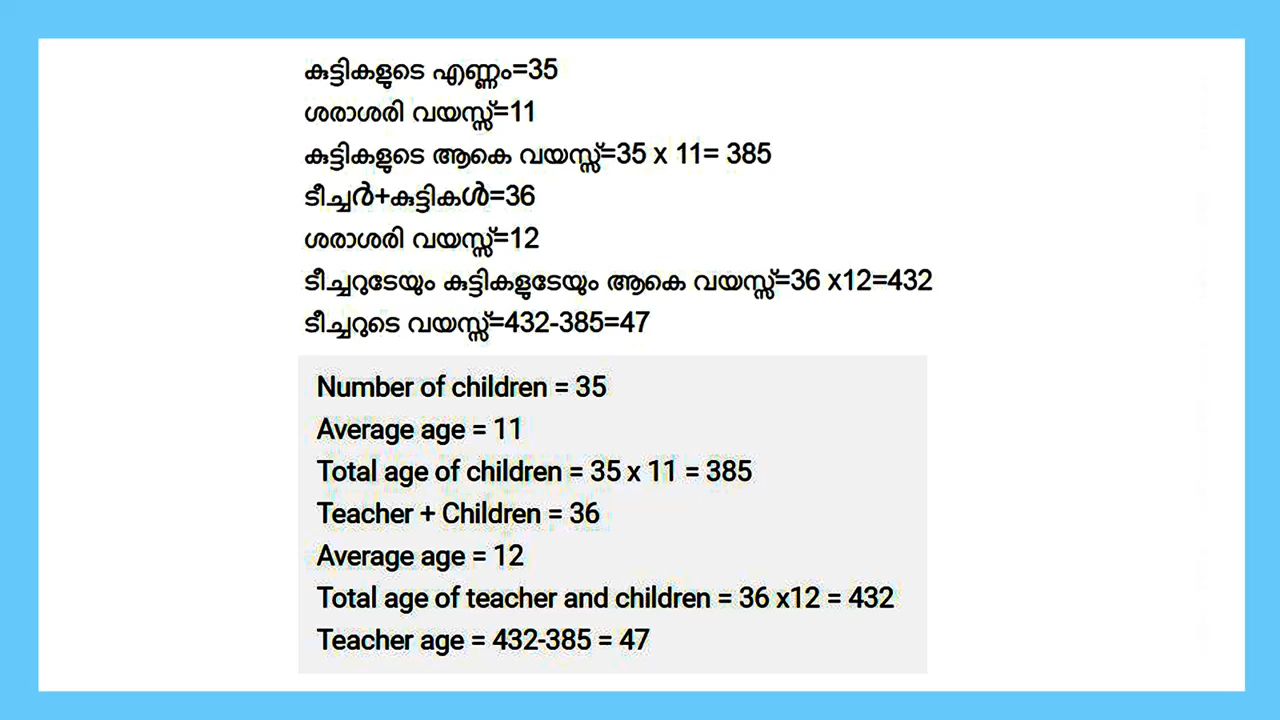 കുട്ടികളുടെ എണ്ണം=35
ശരാശരി വയസ്സ്=11
കുട്ടികളുടെ ആകെ വയസ്സ്=35 x 11= 385
ടീച്ചർ+കുട്ടികൾ=36
ശരാശരി വയസ്സ്=12
ടീച്ചറുടേയും കുട്ടികളുടേയും ആകെ വയസ്സ്=36 x12=432
ടീച്ചറുടെ വയസ്സ്=432-385=47
Number of children = 35
Average age = 11
Total age of children = 35 x 11 = 385
Teacher + Children = 36
Average age = 12
Total age of teacher and children = 36 x12 = 432
Teacher age = 432-385 = 47